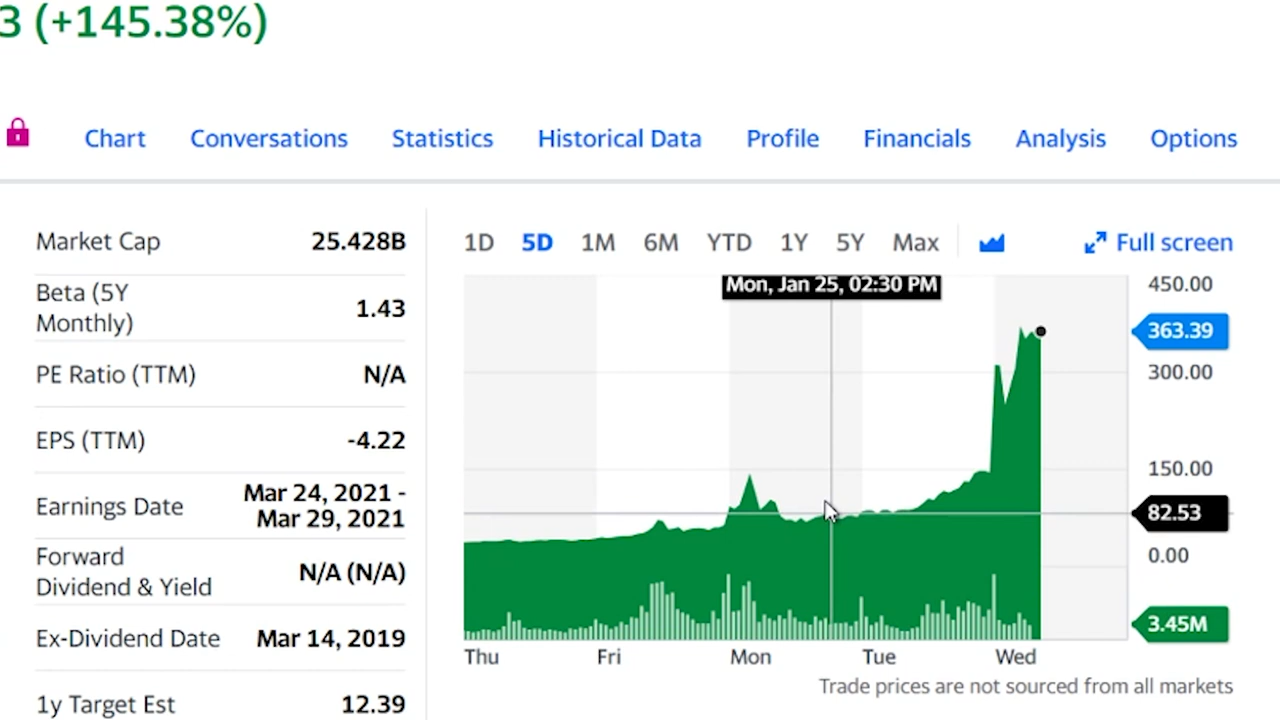 3 (+145.38%)
Chart Conversations Statistics Historical Data Profile Financials Analysis Options
Market Cap 25.428B
Beta (5Y
Monthly) 1.43
PE Ratio (TTM) N/A
EPS (TTM) -4.22
Earnings Date Mar 24, 2021 -
Mar 29, 2021
Forward
Dividend & Yield N/A (N/A)
Ex-Dividend Date Mar 14, 2019
1y Target Est 12.39
1D 5D 1M 6M YTD 1Y 5Y Max Full screen
Mon, Jan 25, 02:30 PM
450.00
363.39
300.00
150.00
82.53
0.00
3.45M
Thu Fri Mon Tue Wed
Trade prices are not sourced from all markets